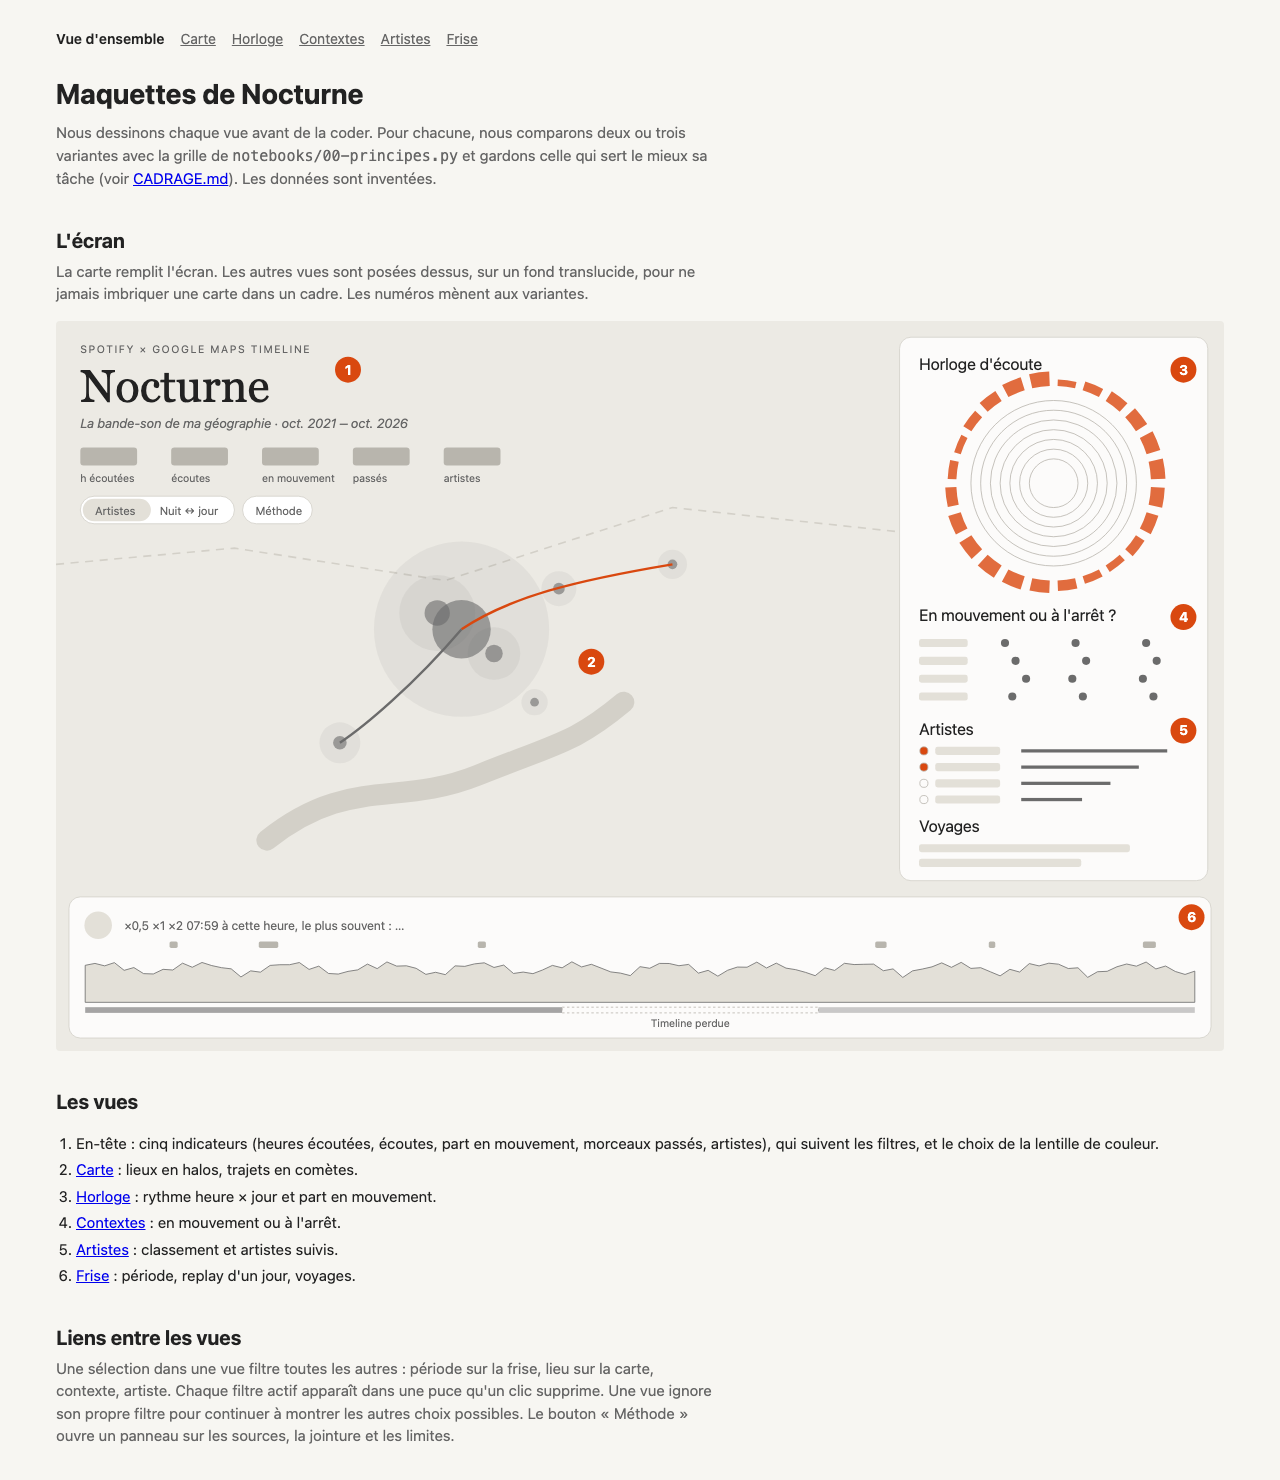 Vue d'ensemble Carte Horloge Contextes Artistes Frise
Maquettes de Nocturne
Nous dessinons chaque vue avant de la coder. Pour chacune, nous comparons deux ou trois
variantes avec la grille de notebooks/00-principes.py et gardons celle qui sert le mieux sa
tâche (voir CADRAGE.md). Les données sont inventées.
L'écran
La carte remplit l'écran. Les autres vues sont posées dessus, sur un fond translucide, pour ne
jamais imbriquer une carte dans un cadre. Les numéros mènent aux variantes.
SPOTIFY × GOOGLE MAPS TIMELINE
1
Nocturne
La bande-son de ma géographie · oct. 2021 – oct. 2026
h écoutées écoutes en mouvement passés artistes
Artistes Nuit ↔ jour Méthode
2
Horloge d'écoute
3
En mouvement ou à l'arrêt ?
4
Artistes
5
Voyages
6
×0,5 ×1 ×2 07:59 à cette heure, le plus souvent : ...
Timeline perdue
Les vues
1. En-tête : cinq indicateurs (heures écoutées, écoutes, part en mouvement, morceaux passés, artistes), qui suivent les filtres, et le choix de la lentille de couleur.
2. Carte : lieux en halos, trajets en comètes.
3. Horloge : rythme heure × jour et part en mouvement.
4. Contextes : en mouvement ou à l'arrêt.
5. Artistes : classement et artistes suivis.
6. Frise : période, replay d'un jour, voyages.
Liens entre les vues
Une sélection dans une vue filtre toutes les autres : période sur la frise, lieu sur la carte,
contexte, artiste. Chaque filtre actif apparaît dans une puce qu'un clic supprime. Une vue ignore
son propre filtre pour continuer à montrer les autres choix possibles. Le bouton « Méthode »
ouvre un panneau sur les sources, la jointure et les limites.